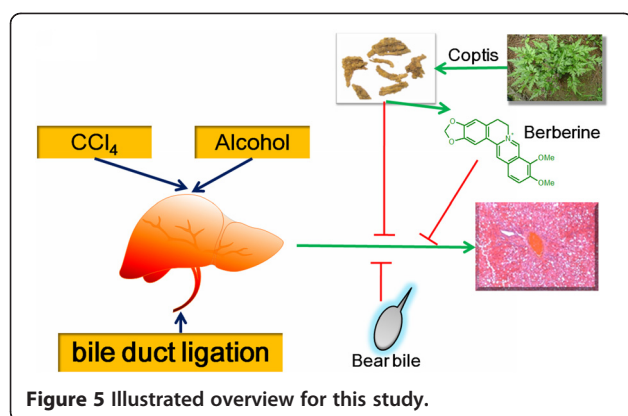 Coptis
CCl₄
Alcohol
Berberine
O
O
N⁺
OMe
OMe
bile duct ligation
Bear bile
Figure 5 Illustrated overview for this study.